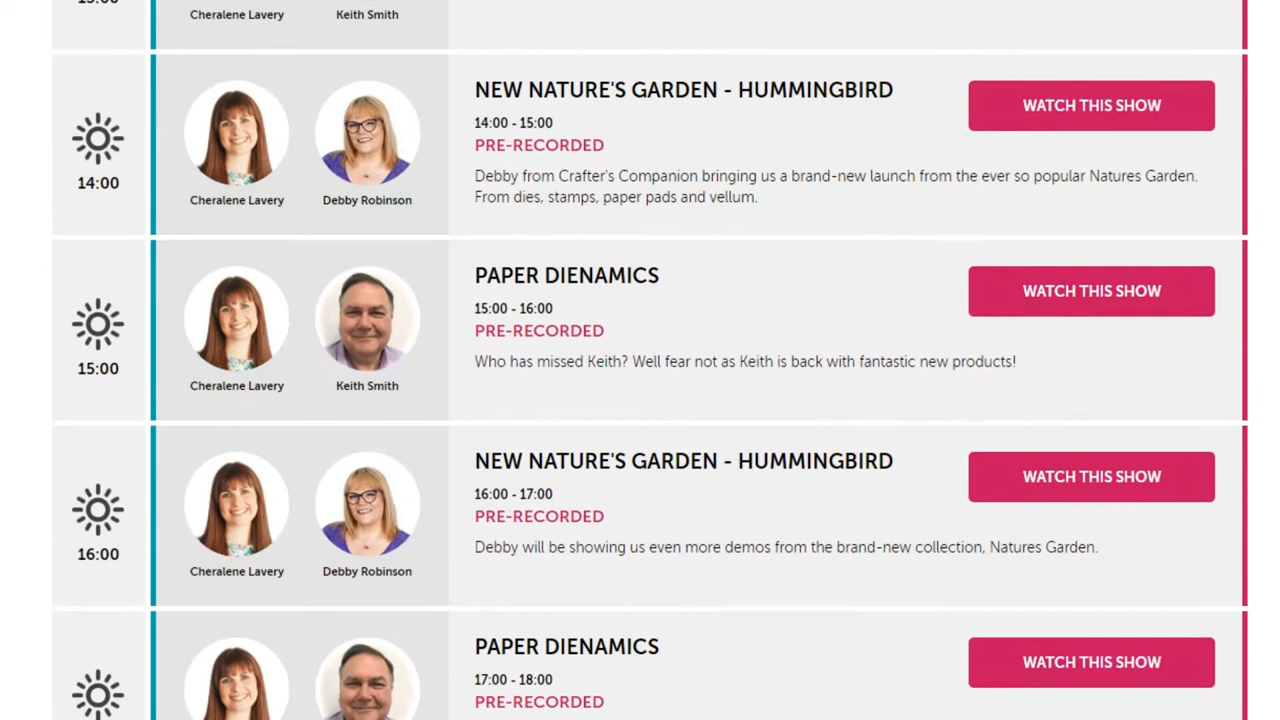 Cheralene Lavery
Keith Smith
14:00
Cheralene Lavery
Debby Robinson
NEW NATURE'S GARDEN - HUMMINGBIRD
14:00 - 15:00
PRE-RECORDED
Debby from Crafter's Companion bringing us a brand-new launch from the ever so popular Natures Garden.
From dies, stamps, paper pads and vellum.
WATCH THIS SHOW
15:00
Cheralene Lavery
Keith Smith
PAPER DIENAMICS
15:00 - 16:00
PRE-RECORDED
Who has missed Keith? Well fear not as Keith is back with fantastic new products!
WATCH THIS SHOW
16:00
Cheralene Lavery
Debby Robinson
NEW NATURE'S GARDEN - HUMMINGBIRD
16:00 - 17:00
PRE-RECORDED
Debby will be showing us even more demos from the brand-new collection, Natures Garden.
WATCH THIS SHOW
PAPER DIENAMICS
17:00 - 18:00
PRE-RECORDED
WATCH THIS SHOW